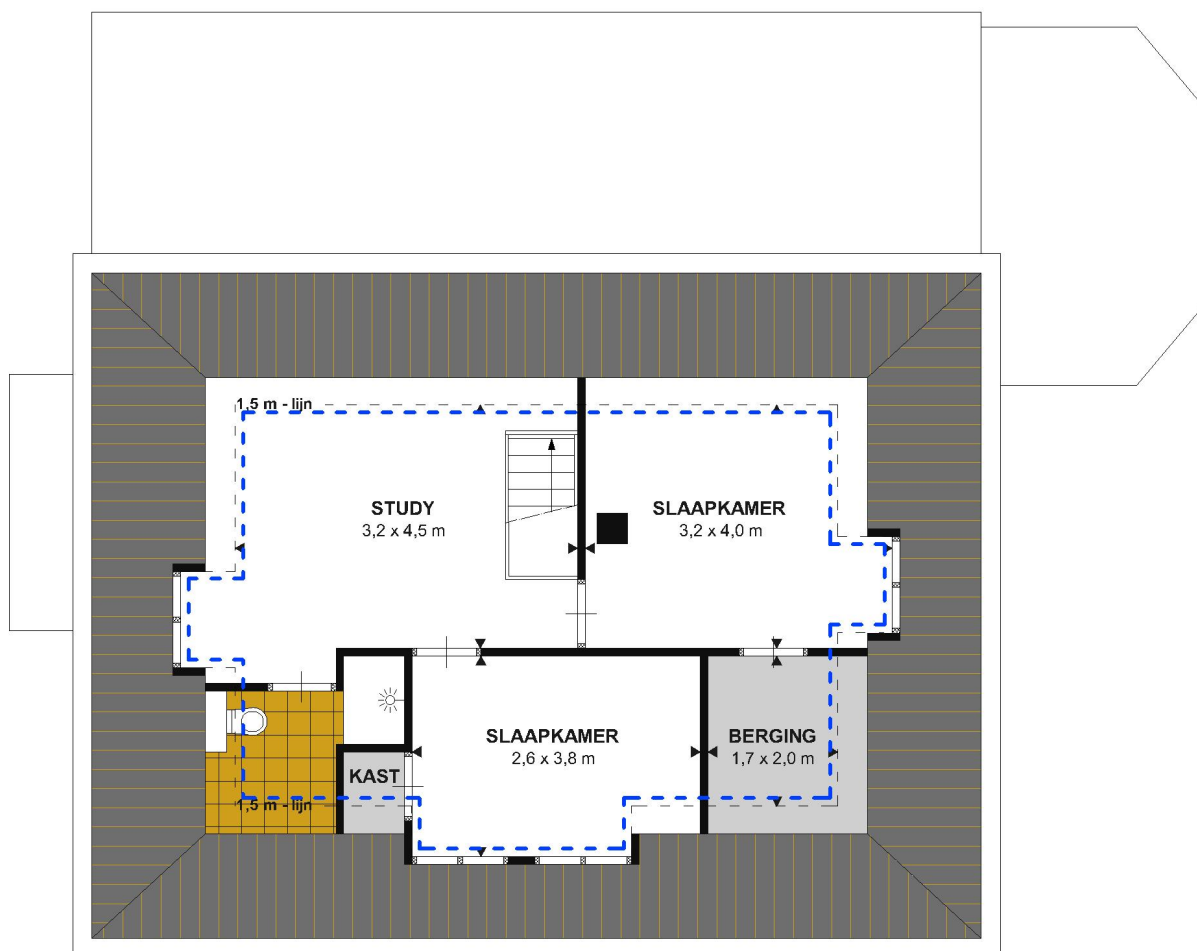 1,5 m - lijn
STUDY
3,2 x 4,5 m
SLAAPKAMER
3,2 x 4,0 m
SLAAPKAMER
2,6 x 3,8 m
BERGING
1,7 x 2,0 m
KAST
1,5 m - lijn